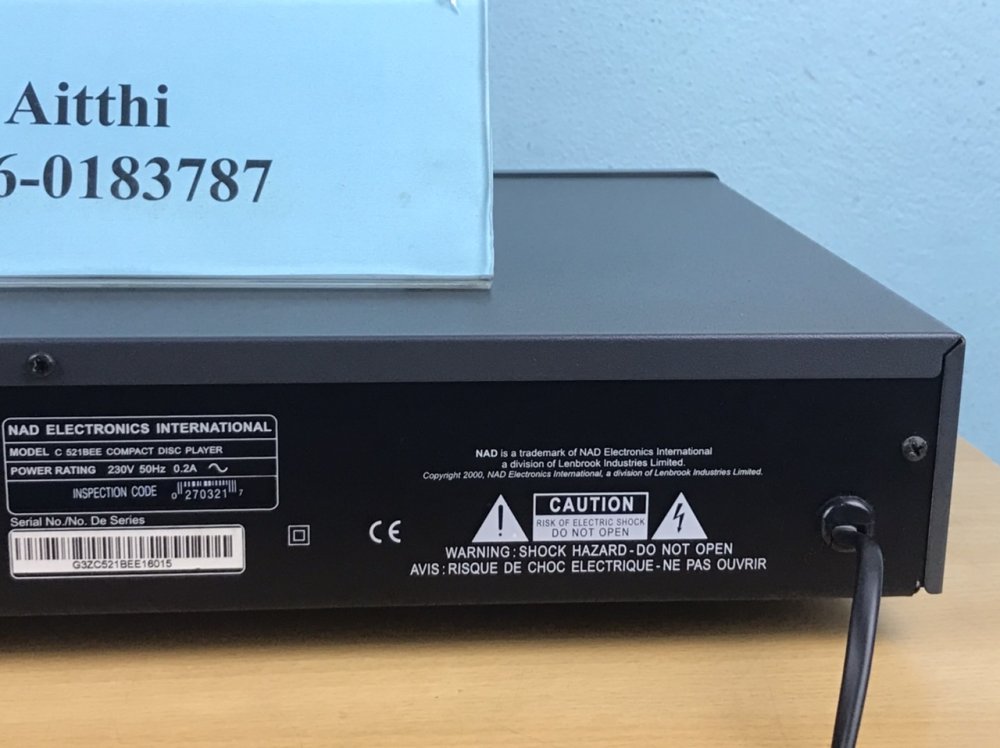 Aitthi
6-0183787
NAD ELECTRONICS INTERNATIONAL
MODEL C 521BEE COMPACT DISC PLAYER
POWER RATING 230V 50Hz 0.2A
INSPECTION CODE 0 270321 7
Serial No./No. De Series
G3ZC521BEE16015
CE
NAD is a trademark of NAD Electronics International
a division of Lenbrook Industries Limited.
Copyright 2000, NAD Electronics International, a division of Lenbrook Industries Limited.
CAUTION
RISK OF ELECTRIC SHOCK
DO NOT OPEN
WARNING : SHOCK HAZARD - DO NOT OPEN
AVIS : RISQUE DE CHOC ELECTRIQUE - NE PAS OUVRIR